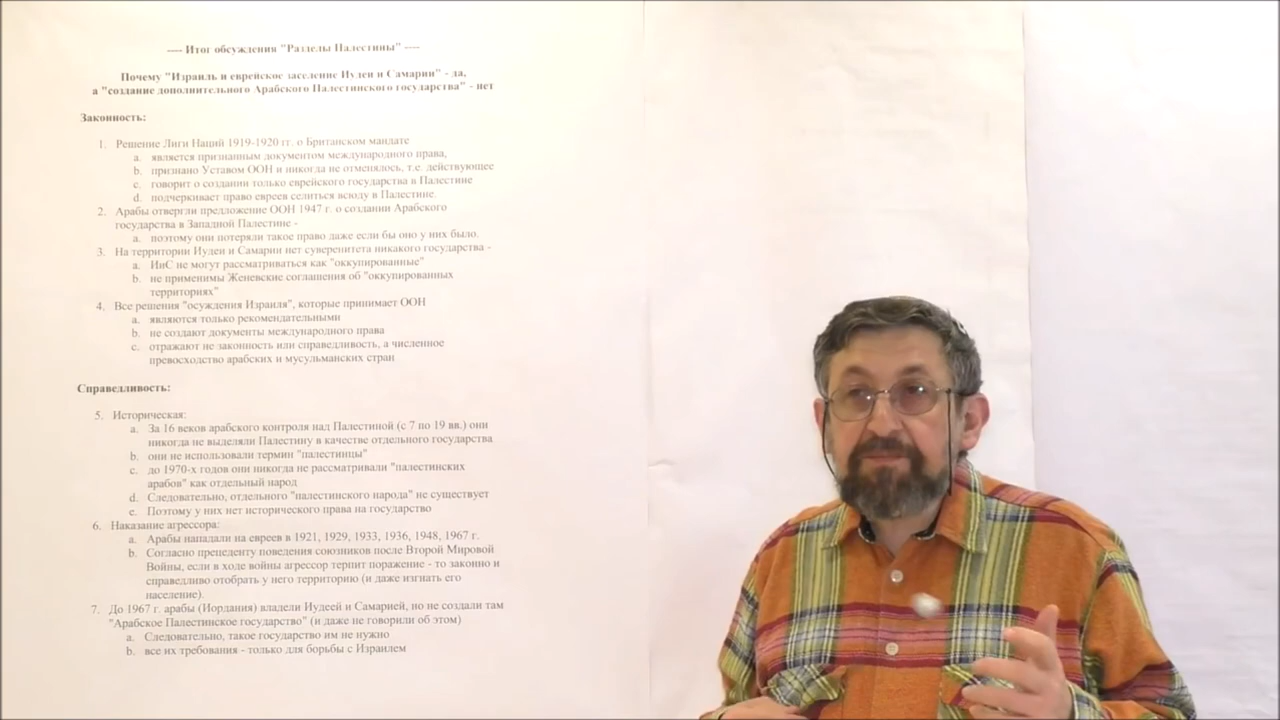 ---- Итог обсуждения "Разделы Палестины" ----
Почему "Израиль и еврейское заселение Иудеи и Самарии" - да,
а "создание дополнительного Арабского Палестинского государства" - нет
Законность:
1. Решение Лиги Наций 1919-1920 гг. о Британском мандате
a. является признанным документом международного права,
b. признано Уставом ООН и никогда не отменялось, т.е. действующее
c. говорит о создании только еврейского государства в Палестине
d. подчеркивает право евреев селиться всюду в Палестине.
2. Арабы отвергли предложение ООН 1947 г. о создании Арабского
государства в Западной Палестине -
a. поэтому они потеряли такое право даже если бы оно у них было.
3. На территории Иудеи и Самарии нет суверенитета никакого государства -
a. ИиС не могут рассматриваться как "оккупированные"
b. не применимы Женевские соглашения об "оккупированных
территориях"
4. Все решения "осуждения Израиля", которые принимает ООН
a. являются только рекомендательными
b. не создают документы международного права
c. отражают не законность или справедливость, а численное
превосходство арабских и мусульманских стран
Справедливость:
5. Историческая:
a. За 16 веков арабского контроля над Палестиной (с 7 по 19 вв.) они
никогда не выделяли Палестину в качестве отдельного государства
b. они не использовали термин "палестинцы"
c. до 1970-х годов они никогда не рассматривали "палестинских
арабов" как отдельный народ
d. Следовательно, отдельного "палестинского народа" не существует
e. Поэтому у них нет исторического права на государство
6. Наказание агрессора:
a. Арабы нападали на евреев в 1921, 1929, 1933, 1936, 1948, 1967 г.
b. Согласно прецеденту поведения союзников после Второй Мировой
Войны, если в ходе войны агрессор терпит поражение - то законно и
справедливо отобрать у него территорию (и даже изгнать его
население).
7. До 1967 г. арабы (Иордания) владели Иудеей и Самарией, но не создали там
"Арабское Палестинское государство" (и даже не говорили об этом)
a. Следовательно, такое государство им не нужно
b. все их требования - только для борьбы с Израилем